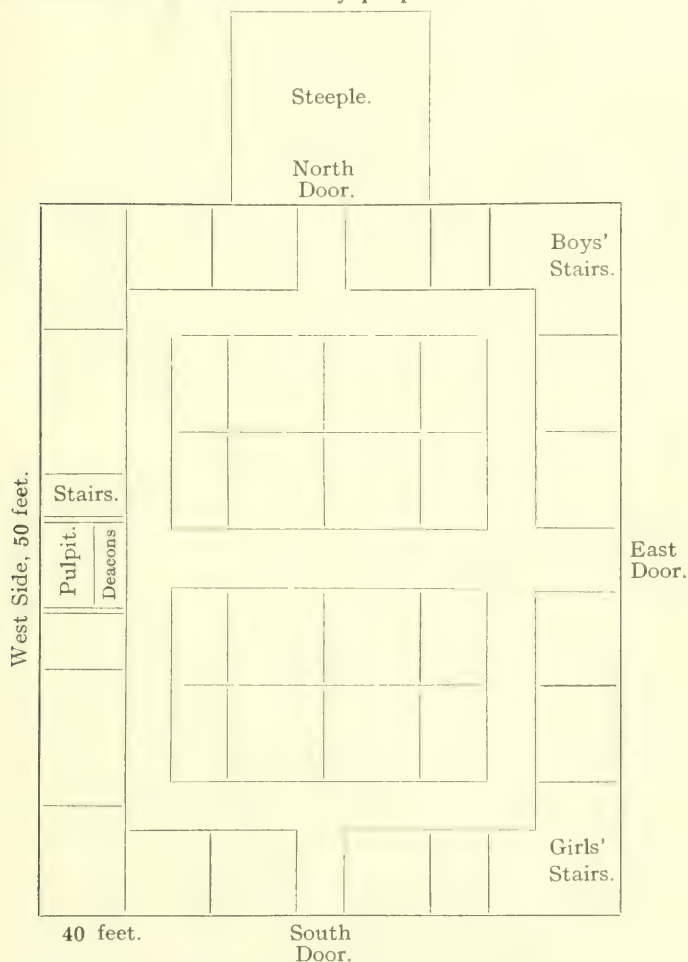 Steeple.
North
Door.
Boys'
Stairs.
Stairs.
West Side, 50 feet.
Pulpit.
Deacons
East
Door.
Girls'
Stairs.
40 feet.
South
Door.